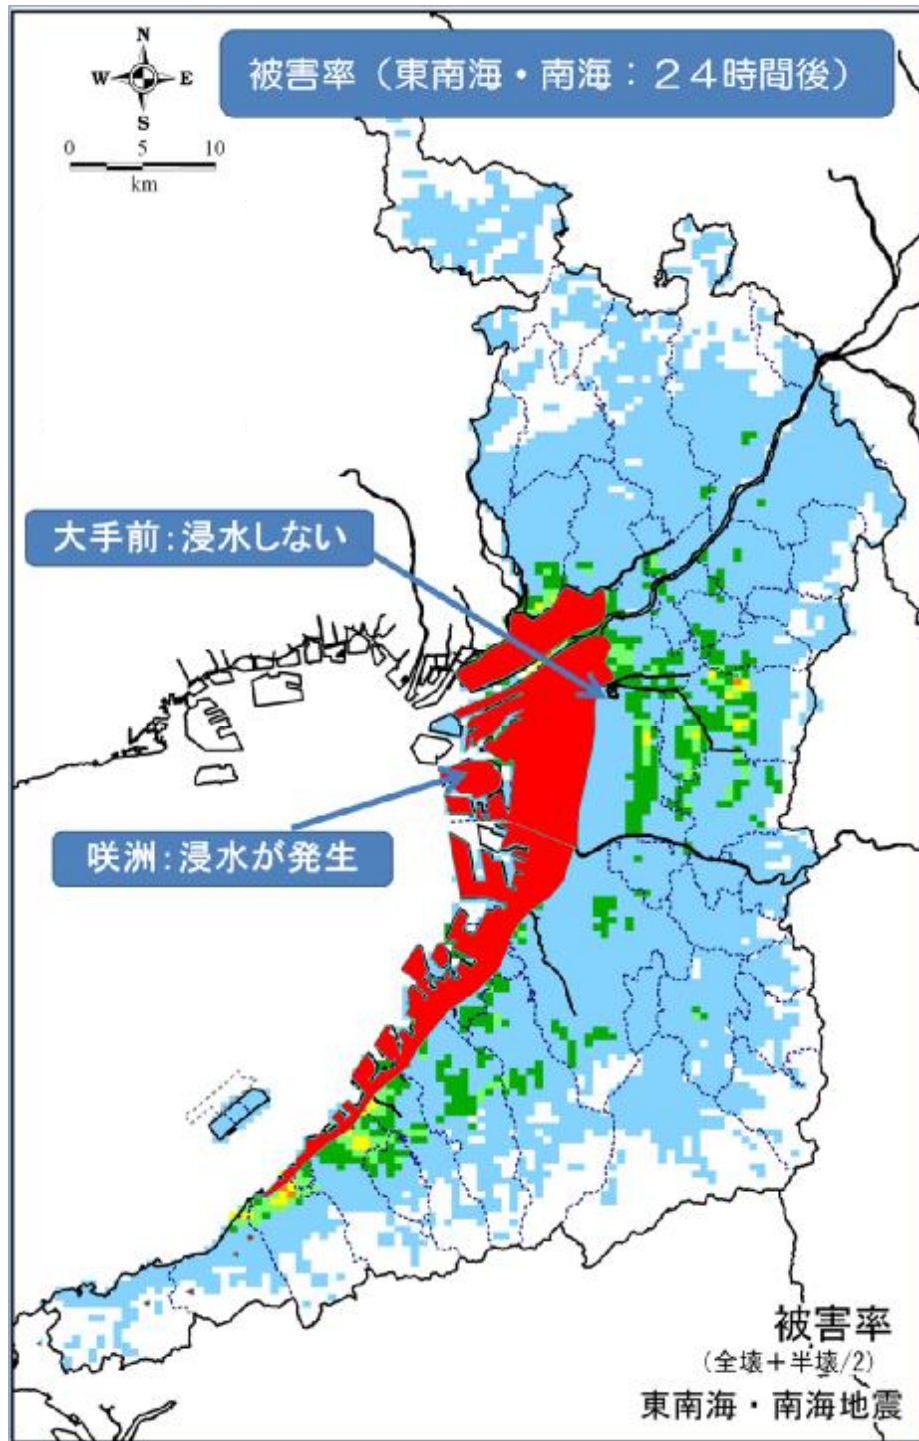 N
W E
S
0 5 10
km
被害率（東南海・南海：２４時間後）
大手前：浸水しない
咲洲：浸水が発生
被害率
（全壊＋半壊/2）
東南海・南海地震